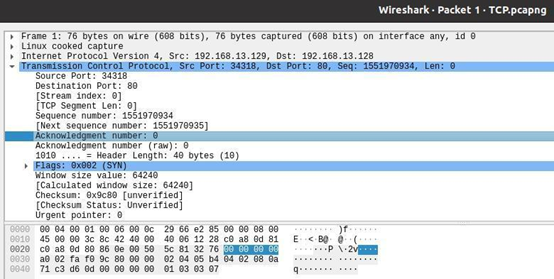 Wireshark · Packet 1 · TCP.pcapng
Frame 1: 76 bytes on wire (608 bits), 76 bytes captured (608 bits) on interface any, id 0
Linux cooked capture
Internet Protocol Version 4, Src: 192.168.13.129, Dst: 192.168.13.128
Transmission Control Protocol, Src Port: 34318, Dst Port: 80, Seq: 1551970934, Len: 0
Source Port: 34318
Destination Port: 80
[Stream index: 0]
[TCP Segment Len: 0]
Sequence number: 1551970934
[Next sequence number: 1551970935]
Acknowledgment number: 0
Acknowledgment number (raw): 0
1010 .... = Header Length: 40 bytes (10)
Flags: 0x002 (SYN)
Window size value: 64240
[Calculated window size: 64240]
Checksum: 0x9c80 [unverified]
[Checksum Status: Unverified]
Urgent pointer: 0
0000 00 04 00 01 00 06 00 0c 29 66 e2 85 00 00 08 00 ········ )f······
0010 45 00 00 3c 8c 42 40 00 40 06 12 28 c0 a8 0d 81 E··<·B@· @··(····
0020 c0 a8 0d 80 86 0e 00 50 5c 81 32 76 00 00 00 00 ·······P \·2v····
0030 a0 02 fa f0 9c 80 00 00 02 04 05 b4 04 02 08 0a ········ ········
0040 71 c3 d6 0d 00 00 00 00 01 03 03 07 q······· ····